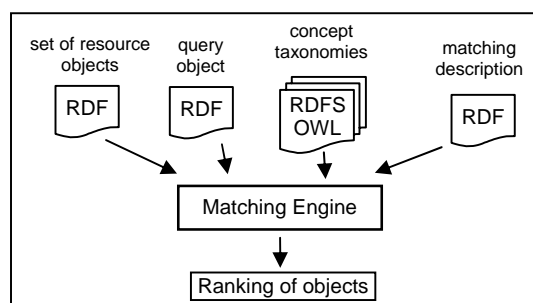 set of resource
objects
query
object
concept
taxonomies
matching
description
RDF
RDF
RDFS
OWL
RDF
Matching Engine
Ranking of objects